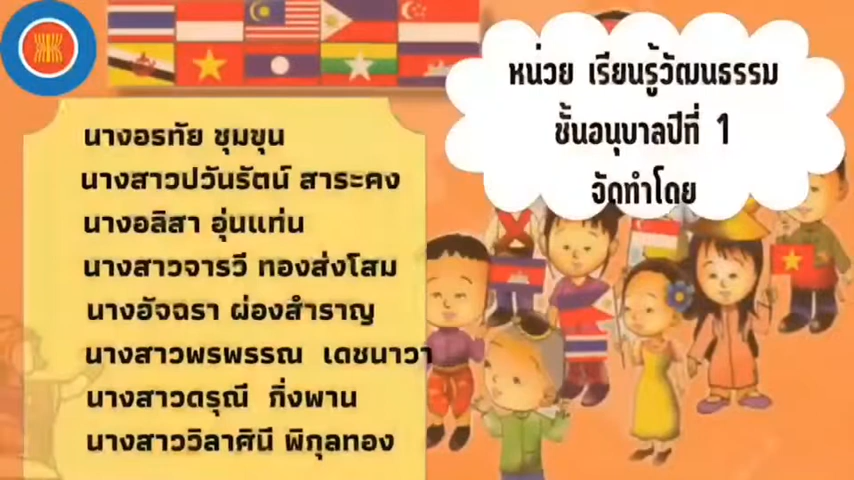 หน่วย เรียนรู้วัฒนธรรม
ชั้นอนุบาลปีที่ 1
จัดทำโดย
นางอรทัย ชุมขุน
นางสาวปวันรัตน์ สาระคง
นางอลิสา อุ่นแท่น
นางสาวจารวี ทองส่งโสม
นางอัจฉรา ผ่องสำราญ
นางสาวพรพรรณ เดชนาวา
นางสาวดรุณี กิ่งพาน
นางสาววิลาศินี พิกุลทอง